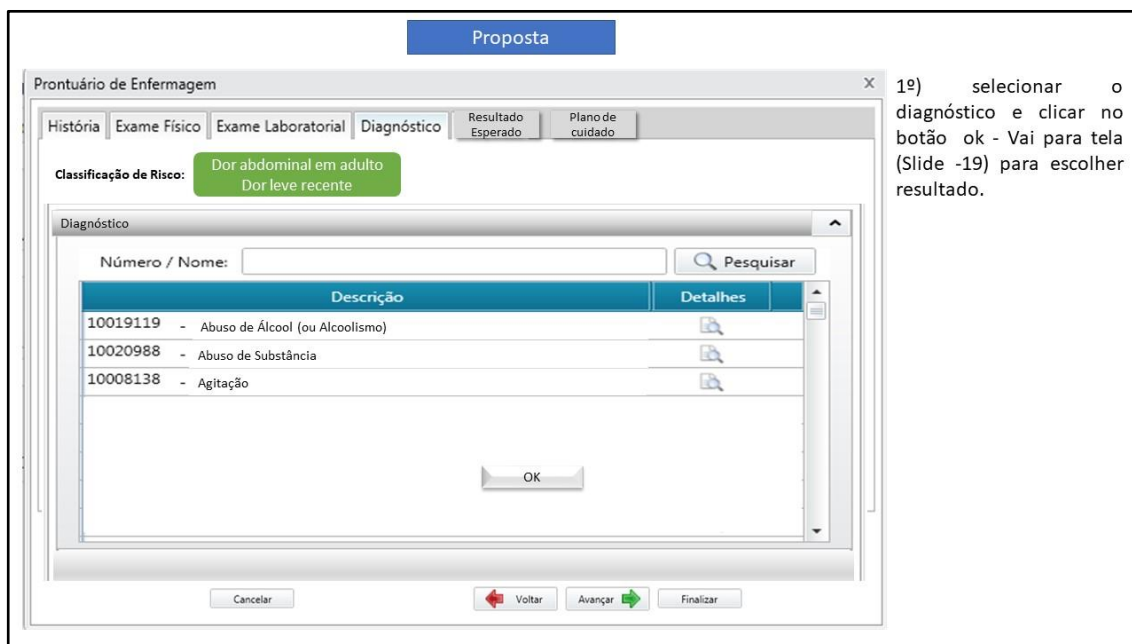 Proposta
Prontuário de Enfermagem X
História Exame Físico Exame Laboratorial Diagnóstico Resultado Esperado Plano de cuidado
Classificação de Risco:
Dor abdominal em adulto
Dor leve recente
Diagnóstico
Número / Nome: Pesquisar
Descrição Detalhes
10019119 - Abuso de Álcool (ou Alcoolismo)
10020988 - Abuso de Substância
10008138 - Agitação
OK
Cancelar Voltar Avançar Finalizar
1º) selecionar o
diagnóstico e clicar no
botão ok - Vai para tela
(Slide -19) para escolher
resultado.